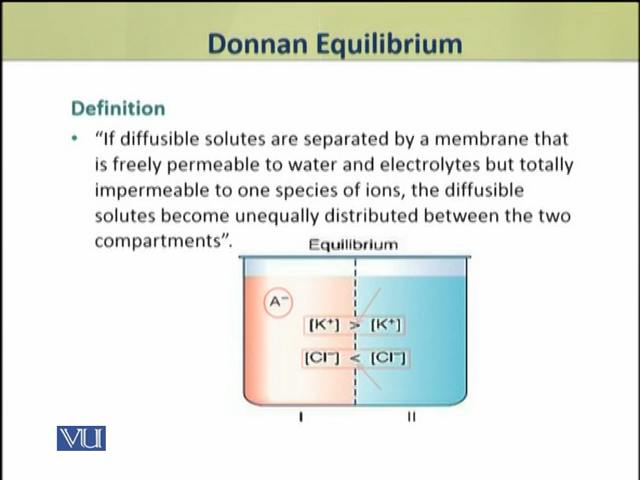 Donnan Equilibrium
Definition
• “If diffusible solutes are separated by a membrane that
is freely permeable to water and electrolytes but totally
impermeable to one species of ions, the diffusible
solutes become unequally distributed between the two
compartments”.
Equilibrium
A⁻
[K⁺] > [K⁺]
[Cl⁻] < [Cl⁻]
I II
VU